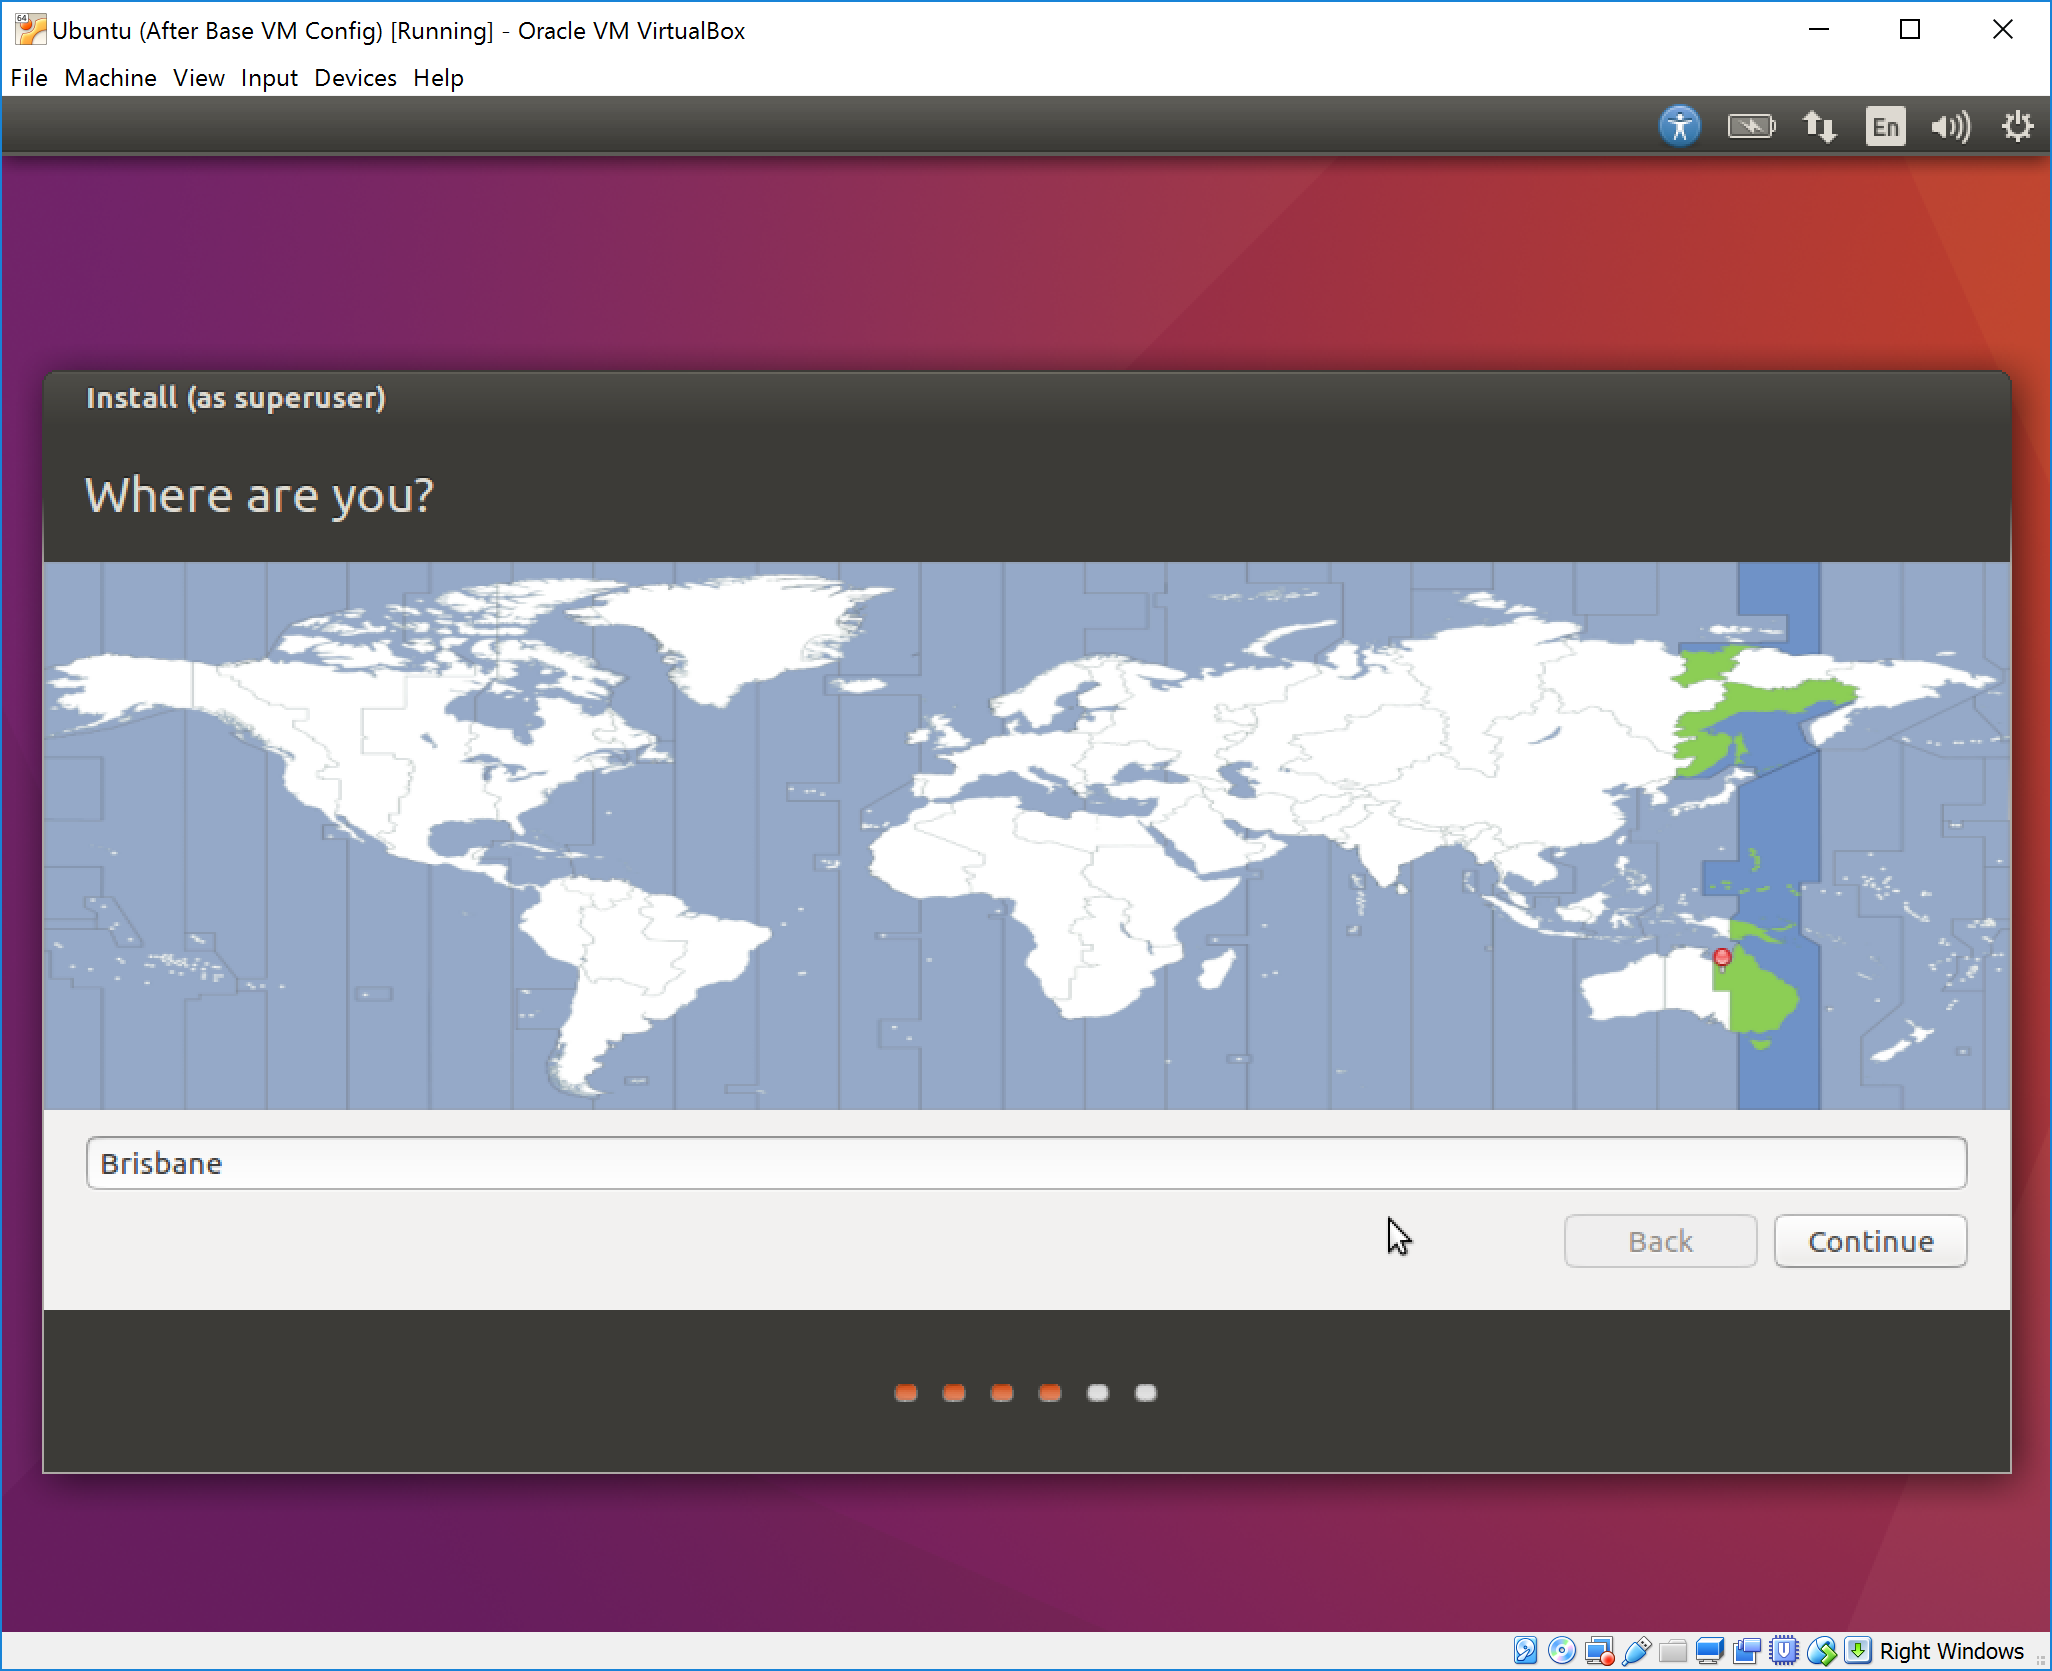 Ubuntu (After Base VM Config) [Running] - Oracle VM VirtualBox
File Machine View Input Devices Help
En
Install (as superuser)
Where are you?
Brisbane
Back Continue
Right Windows